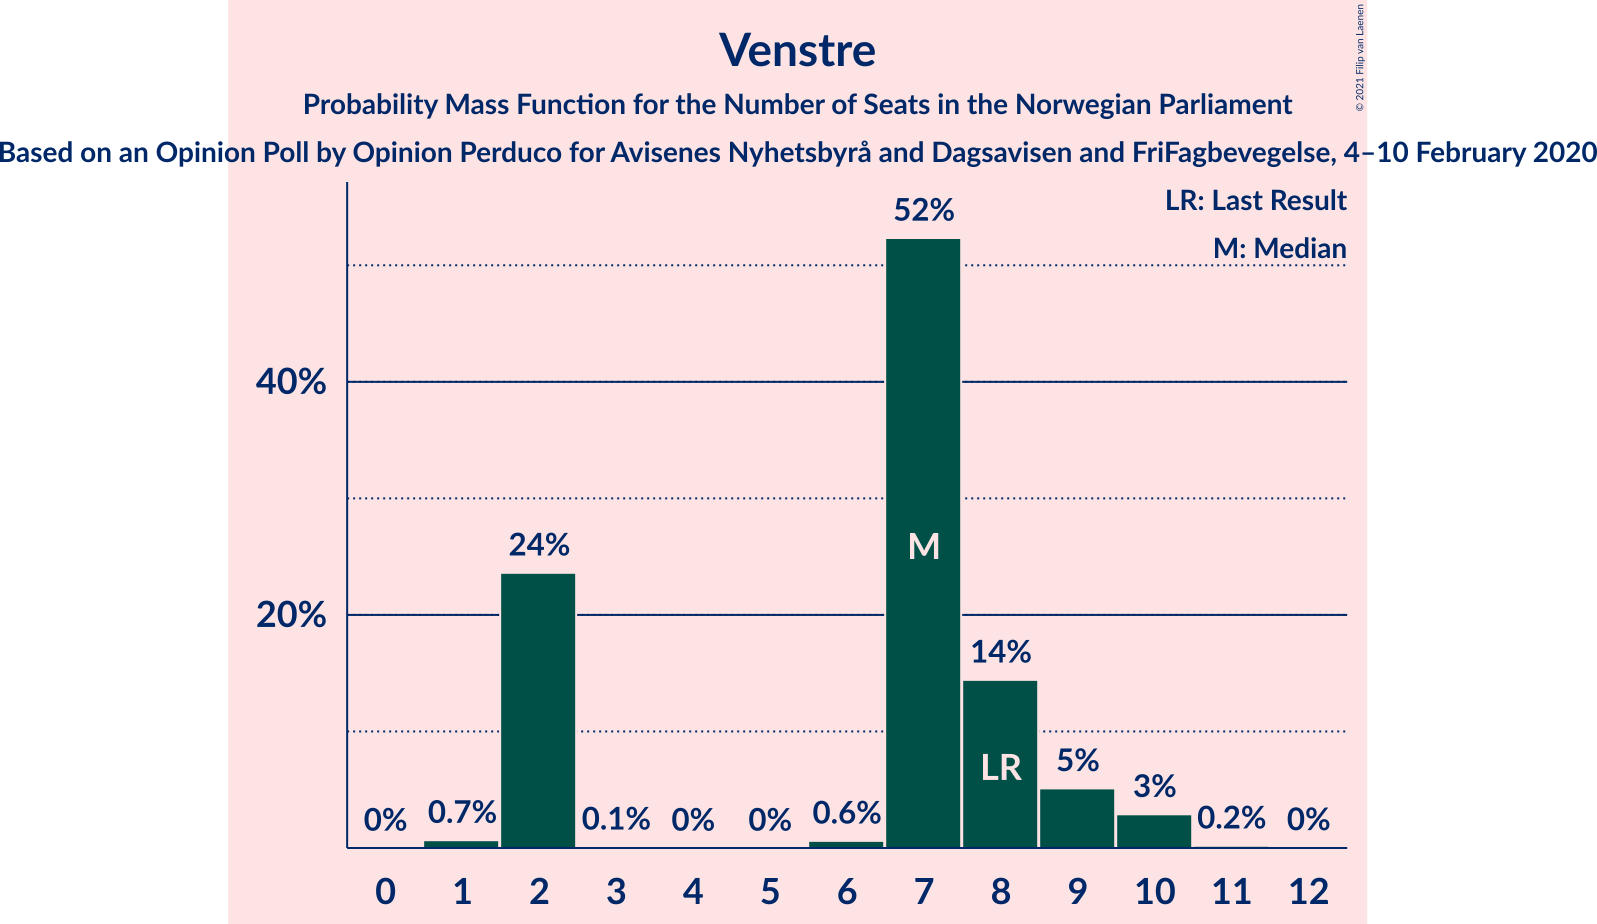 Venstre
Probability Mass Function for the Number of Seats in the Norwegian Parliament
Based on an Opinion Poll by Opinion Perduco for Avisenes Nyhetsbyrå and Dagsavisen and FriFagbevegelse, 4–10 February 2020
© 2021 Filip van Laenen
LR: Last Result
M: Median
52%
40%
24%
M
20%
14%
LR
5%
3%
0% 0.7% 0.1% 0% 0% 0.6% 0.2% 0%
0 1 2 3 4 5 6 7 8 9 10 11 12